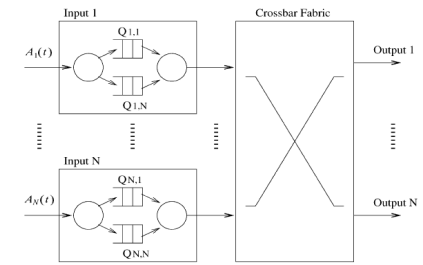 Input 1
Crossbar Fabric
Q1,1
A1(t)
Output 1
Q1,N
Input N
QN,1
AN(t)
Output N
QN,N